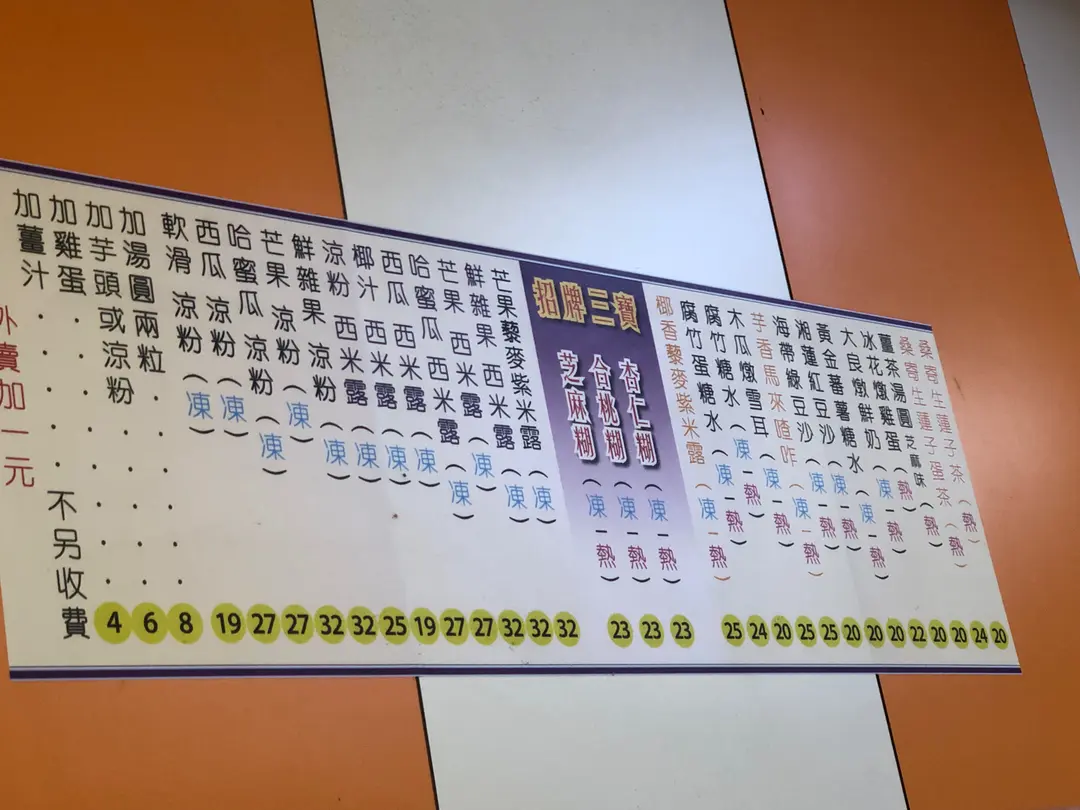 桑寄生蓮子茶（熱）20
桑寄生蓮子蛋茶（熱）24
薑茶湯圓芝麻味（熱）20
冰花燉雞蛋（熱）20
大良燉鮮奶（凍-熱）22
黃金蕃薯糖水（凍-熱）20
湘蓮紅豆沙（凍-熱）20
海帶綠豆沙（凍-熱）20
芋香馬來喳咋（凍-熱）25
木瓜燉雪耳（凍-熱）25
腐竹糖水（凍-熱）20
腐竹蛋糖水（凍-熱）24
椰香藜麥紫米露（凍-熱）25
招牌三寶
杏仁糊（凍-熱）23
合桃糊（凍-熱）23
芝麻糊（凍-熱）23
芒果藜麥紫米露（凍）32
鮮雜果西米露（凍）32
芒果西米露（凍）32
哈蜜瓜西米露（凍）27
西瓜西米露（凍）27
椰汁西米露（凍）19
涼粉西米露（凍）25
鮮雜果涼粉（凍）32
芒果涼粉（凍）32
哈蜜瓜涼粉（凍）27
西瓜涼粉（凍）27
軟滑涼粉（凍）19
加湯圓兩粒......8
加芋頭或涼粉.....6
加雞蛋........4
加薑汁 不另收費
外賣加一元